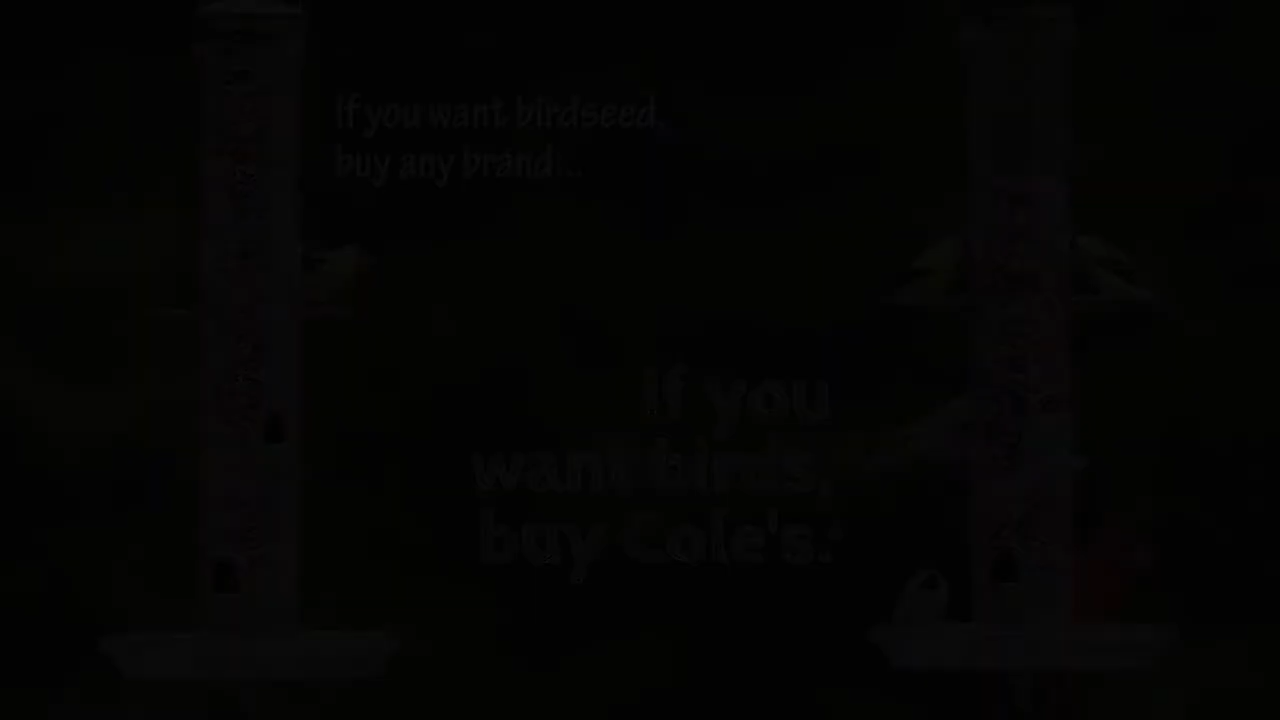 If you want birdseed,
buy any brand...
If you
want birds,
buy Cole's.